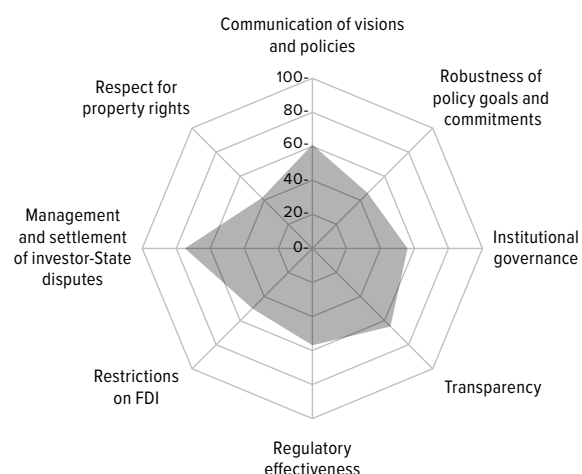 Communication of visions
and policies
Robustness of
policy goals and
commitments
Respect for
property rights
100-
80-
60-
40-
20-
0-
Management
and settlement
of investor-State
disputes
Institutional
governance
Restrictions
on FDI
Transparency
Regulatory
effectiveness